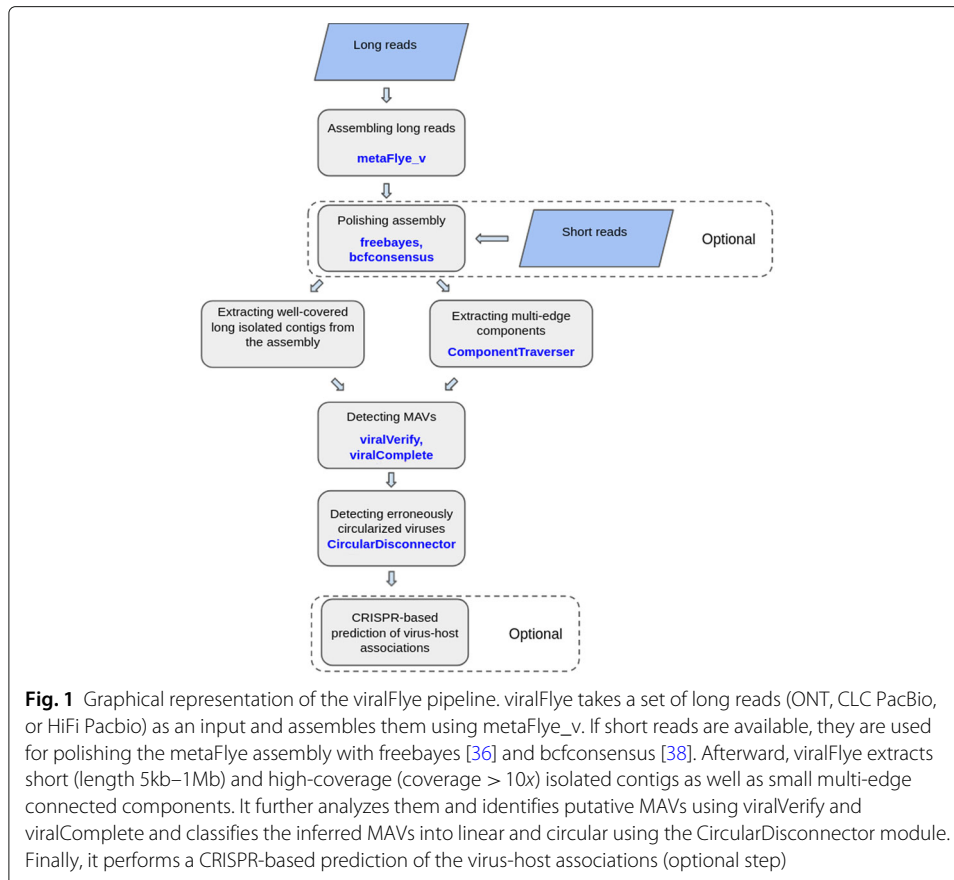 Long reads
Assembling long reads
metaFlye_v
Polishing assembly
freebayes,
bcfconsensus
Short reads
Optional
Extracting well-covered
long isolated contigs from
the assembly
Extracting multi-edge
components
ComponentTraverser
Detecting MAVs
viralVerify,
viralComplete
Detecting erroneously
circularized viruses
CircularDisconnector
CRISPR-based
prediction of virus-host
associations
Optional
Fig. 1 Graphical representation of the viralFlye pipeline. viralFlye takes a set of long reads (ONT, CLC PacBio,
or HiFi Pacbio) as an input and assembles them using metaFlye_v. If short reads are available, they are used
for polishing the metaFlye assembly with freebayes [36] and bcfconsensus [38]. Afterward, viralFlye extracts
short (length 5kb–1Mb) and high-coverage (coverage > 10x) isolated contigs as well as small multi-edge
connected components. It further analyzes them and identifies putative MAVs using viralVerify and
viralComplete and classifies the inferred MAVs into linear and circular using the CircularDisconnector module.
Finally, it performs a CRISPR-based prediction of the virus-host associations (optional step)